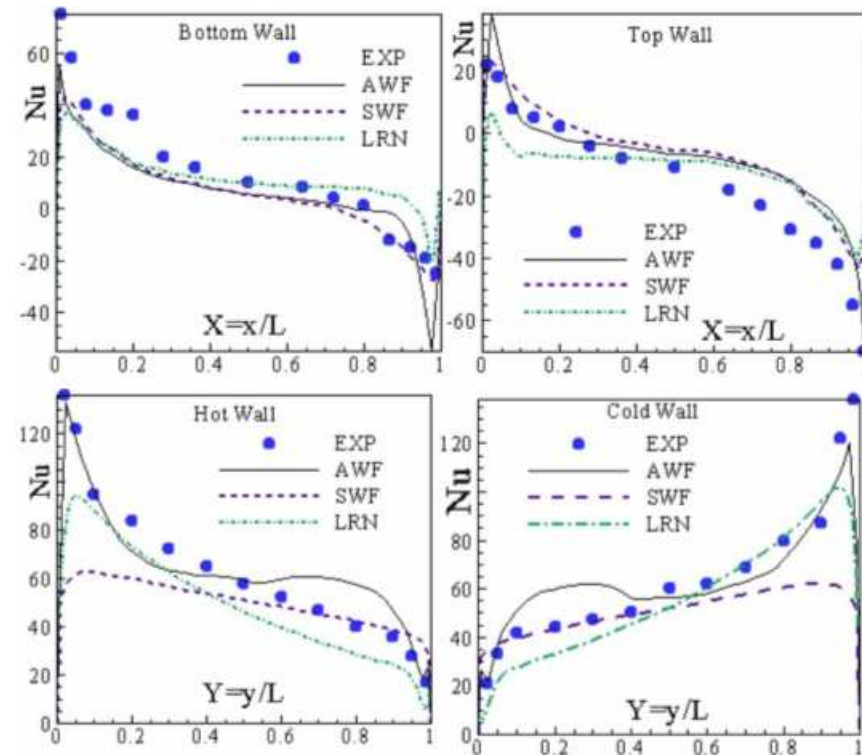 Bottom Wall
Nu
60
20
0
-20
-40
EXP
AWF
SWF
LRN
X=x/L
0 0.2 0.4 0.6 0.8 1
Top Wall
Nu
20
0
-20
-40
-60
EXP
AWF
SWF
LRN
X=x/L
0 0.2 0.4 0.6 0.8
Hot Wall
Nu
120
100
80
60
40
20
0
EXP
AWF
SWF
LRN
Y=y/L
0 0.2 0.4 0.6 0.8 1
Cold Wall
Nu
120
80
60
40
20
0
EXP
AWF
SWF
LRN
Y=y/L
0 0.2 0.4 0.6 0.8 1